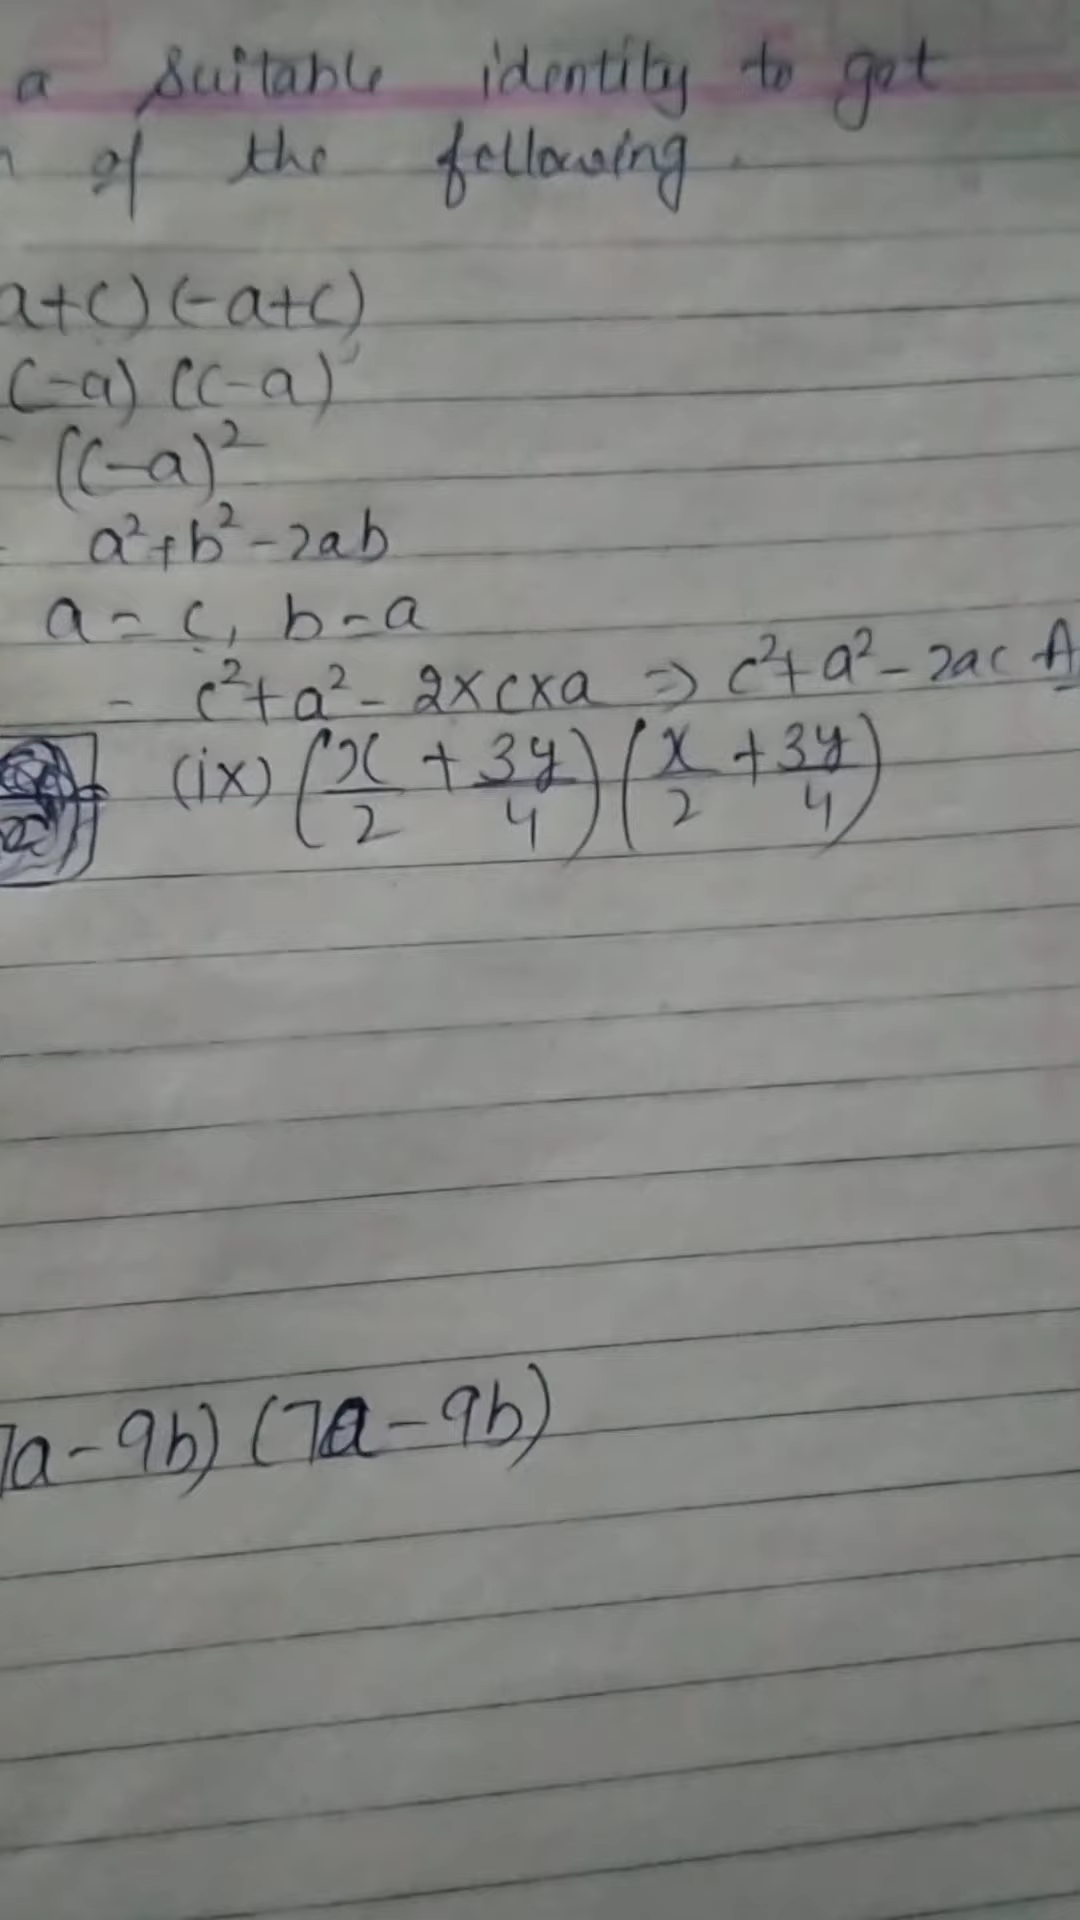 a suitable identity to get
of the following.
a+c) (-a+c)
(-a) (c-a)
(c-a)²
a²+b²-2ab
a = c, b = a
- c²+a²- 2×c×a ⇒ c²+a²- 2ac A
(ix) (x/2 + 3y/4) (x/2 + 3y/4)
7a-9b) (7a-9b)